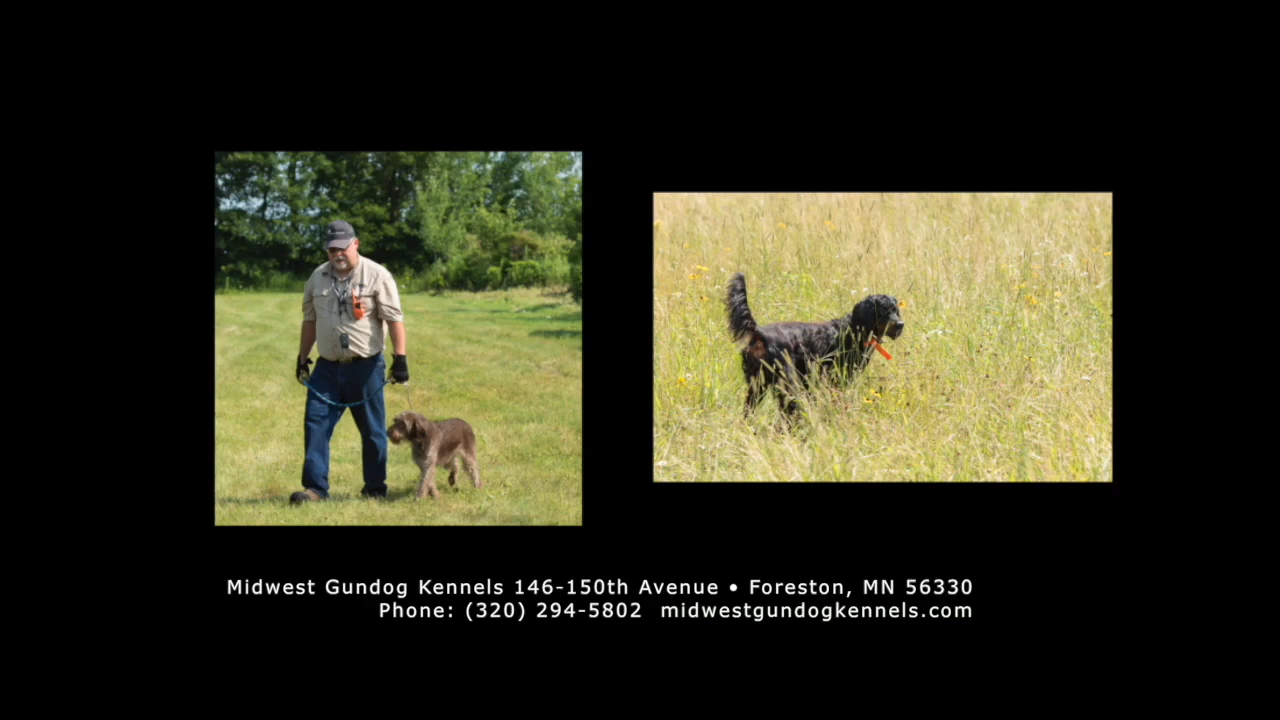 Midwest Gundog Kennels 146-150th Avenue • Foreston, MN 56330
Phone: (320) 294-5802 midwestgundogkennels.com